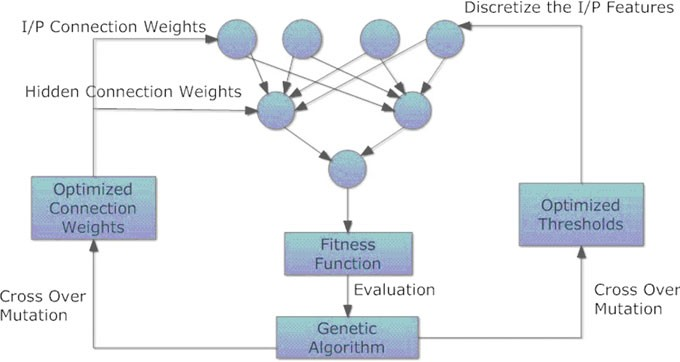 I/P Connection Weights
Discretize the I/P Features
Hidden Connection Weights
Optimized
Connection
Weights
Optimized
Thresholds
Fitness
Function
Cross Over
Mutation
Evaluation
Cross Over
Mutation
Genetic
Algorithm